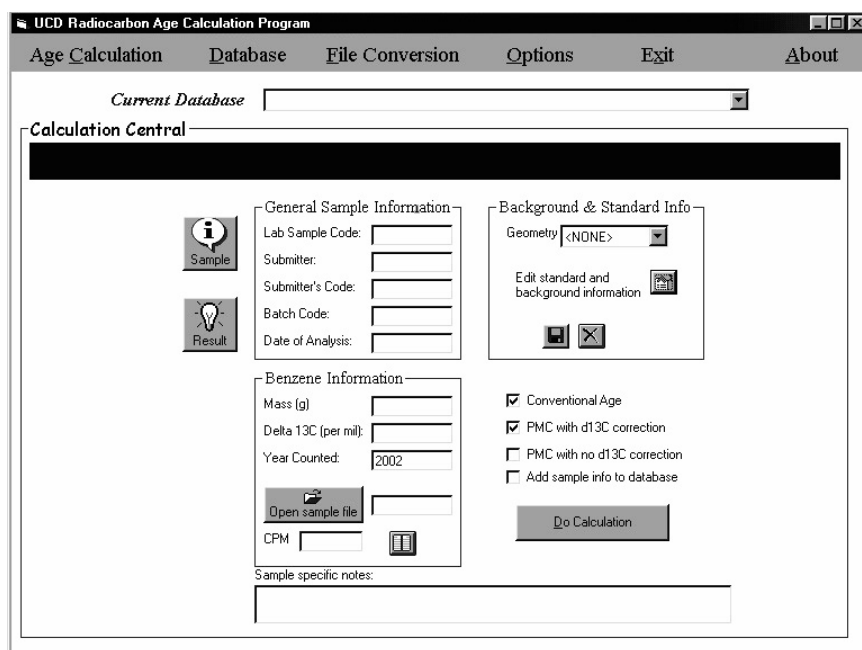 UCD Radiocarbon Age Calculation Program
Age Calculation Database File Conversion Options Exit About
Current Database
Calculation Central
Sample
Result
General Sample Information
Lab Sample Code:
Submitter:
Submitter's Code:
Batch Code:
Date of Analysis:
Background & Standard Info
Geometry <NONE>
Edit standard and
background information
Benzene Information
Mass (g)
Delta 13C (per mil):
Year Counted: 2002
Open sample file
CPM
Conventional Age
PMC with d13C correction
PMC with no d13C correction
Add sample info to database
Do Calculation
Sample specific notes: